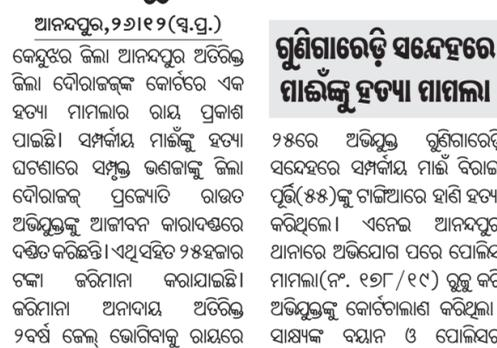 ଆନନ୍ଦପୁର,୨୬।୧୨(ସ୍ୱ.ପ୍ର.)
କେନ୍ଦୁଝର ଜିଲା ଆନନ୍ଦପୁର ଅତିରିକ୍ତ
ଜିଲା ଦୌରାଜଜ୍‌ଙ୍କ କୋର୍ଟରେ ଏକ
ହତ୍ୟା ମାମଲାର ରାୟ ପ୍ରକାଶ
ପାଇଛି। ସମ୍ପର୍କୀୟ ମାଈଁଙ୍କୁ ହତ୍ୟା
ଘଟଣାରେ ସମ୍ପୃକ୍ତ ଭଣଜାଙ୍କୁ ଜିଲା
ଦୌରାଜଜ୍ ପ୍ରଜ୍ୟୋତି ରାଉତ
ଅଭିଯୁକ୍ତଙ୍କୁ ଆଜୀବନ କାରାଦଣ୍ଡରେ
ଦଣ୍ଡିତ କରିଛନ୍ତି। ଏଥିସହିତ ୨୫ହଜାର
ଟଙ୍କା ଜରିମାନା କରାଯାଇଛି।
ଜରିମାନା ଅନାଦାୟ ଅତିରିକ୍ତ
୨ବର୍ଷ ଜେଲ୍ ଭୋଗିବାକୁ ରାୟରେ
ଗୁଣିଗାରେଡ଼ି ସନ୍ଦେହରେ
ମାଈଁଙ୍କୁ ହତ୍ୟା ମାମଲା
୨୫ରେ ଅଭିଯୁକ୍ତ ଗୁଣିଗାରେଡ଼ି
ସନ୍ଦେହରେ ସମ୍ପର୍କୀୟ ମାଈଁ ବିରାଜ
ପୂର୍ତ୍ତି(୫୫)ଙ୍କୁ ଟାଙ୍ଗିଆରେ ହାଣି ହତ୍ୟା
କରିଥିଲେ। ଏନେଇ ଆନନ୍ଦପୁର
ଥାନାରେ ଅଭିଯୋଗ ପରେ ପୋଲିସ
ମାମଲା(ନଂ. ୧୭୮/୧୯) ରୁଜୁ କରି
ଅଭିଯୁକ୍ତଙ୍କୁ କୋର୍ଟଚାଲାଣ କରିଥିଲା
ସାକ୍ଷ୍ୟଙ୍କ ବୟାନ ଓ ପୋଲିସର